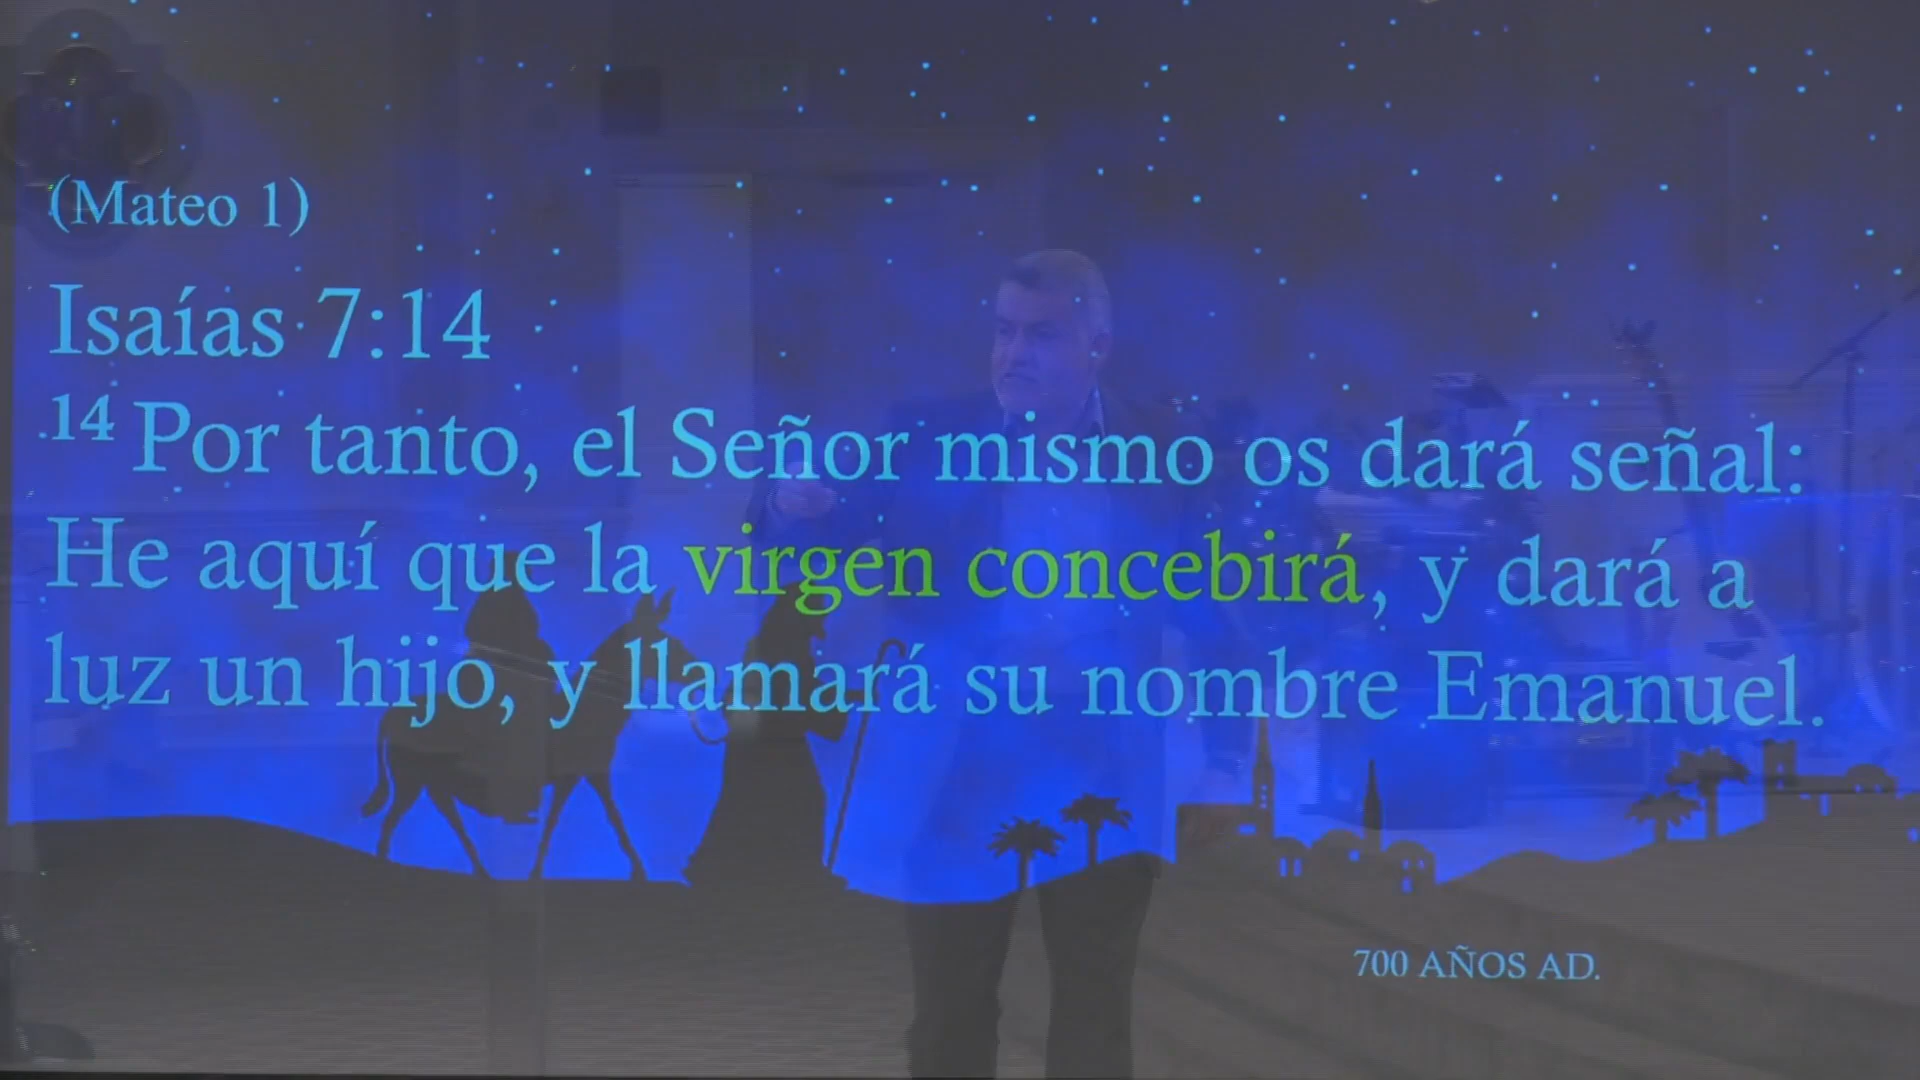 (Mateo 1)
Isaías 7:14
14 Por tanto, el Señor mismo os dará señal:
He aquí que la virgen concebirá, y dará a
luz un hijo, y llamará su nombre Emanuel.
700 AÑOS AD.